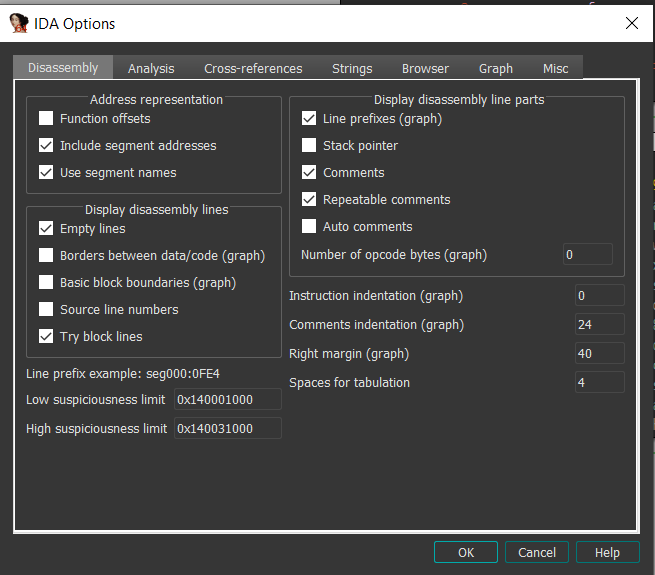 IDA Options
Disassembly Analysis Cross-references Strings Browser Graph Misc
Address representation
Function offsets
Include segment addresses
Use segment names
Display disassembly lines
Empty lines
Borders between data/code (graph)
Basic block boundaries (graph)
Source line numbers
Try block lines
Line prefix example: seg000:0FE4
Low suspiciousness limit 0x140001000
High suspiciousness limit 0x140031000
Display disassembly line parts
Line prefixes (graph)
Stack pointer
Comments
Repeatable comments
Auto comments
Number of opcode bytes (graph) 0
Instruction indentation (graph) 0
Comments indentation (graph) 24
Right margin (graph) 40
Spaces for tabulation 4
OK Cancel Help